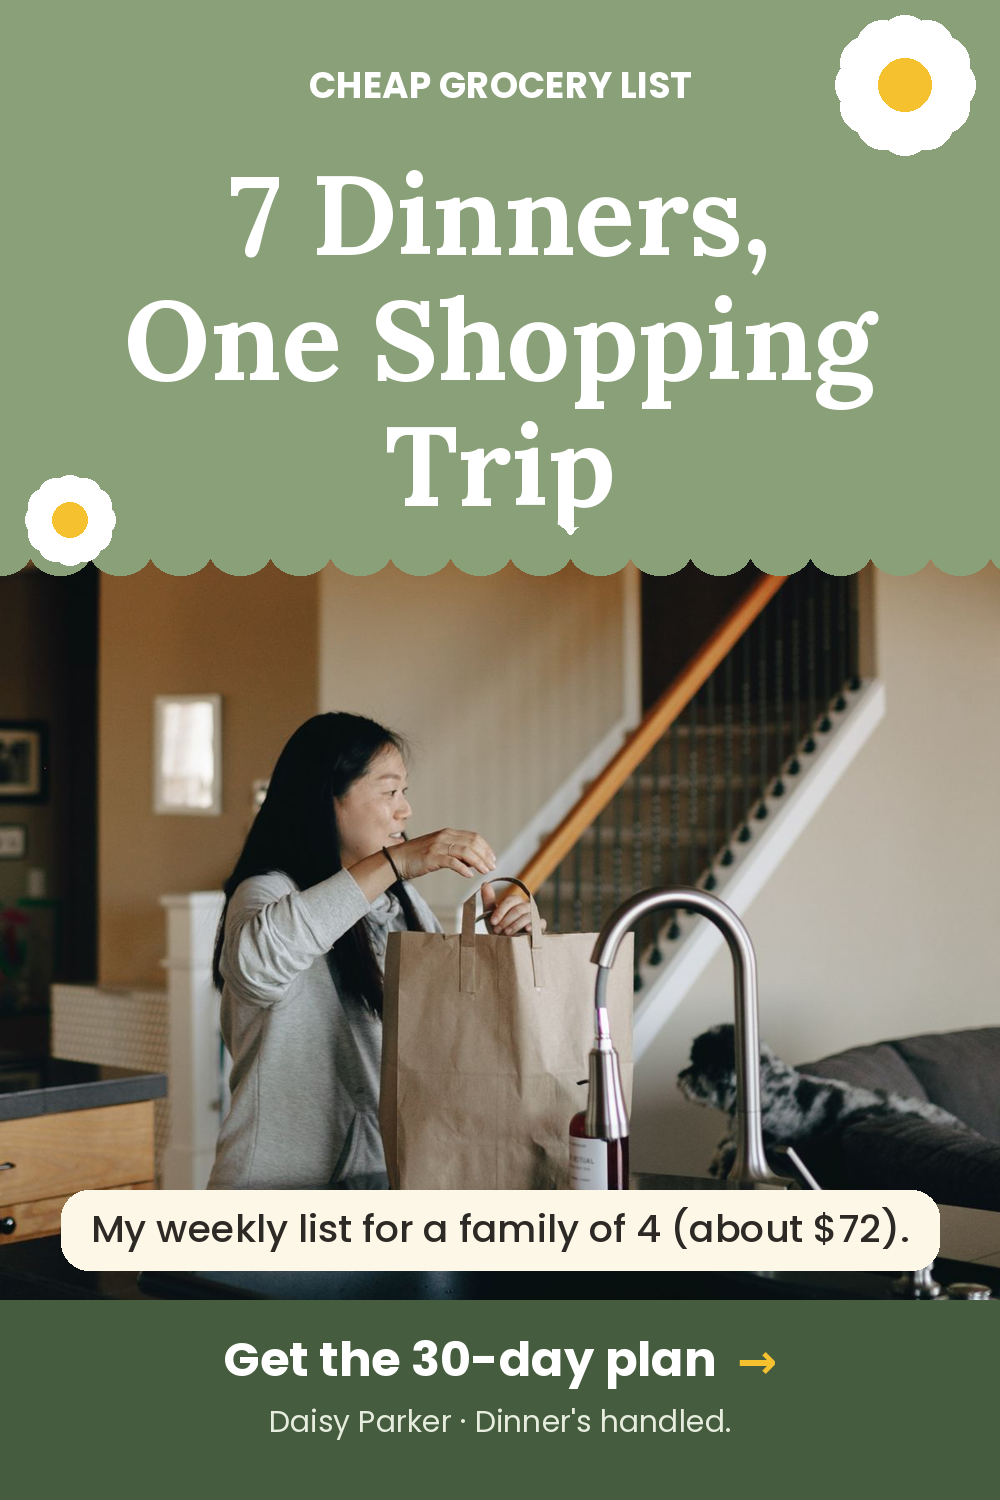 CHEAP GROCERY LIST
7 Dinners,
One Shopping
Trip
My weekly list for a family of 4 (about $72).
Get the 30-day plan →
Daisy Parker · Dinner's handled.